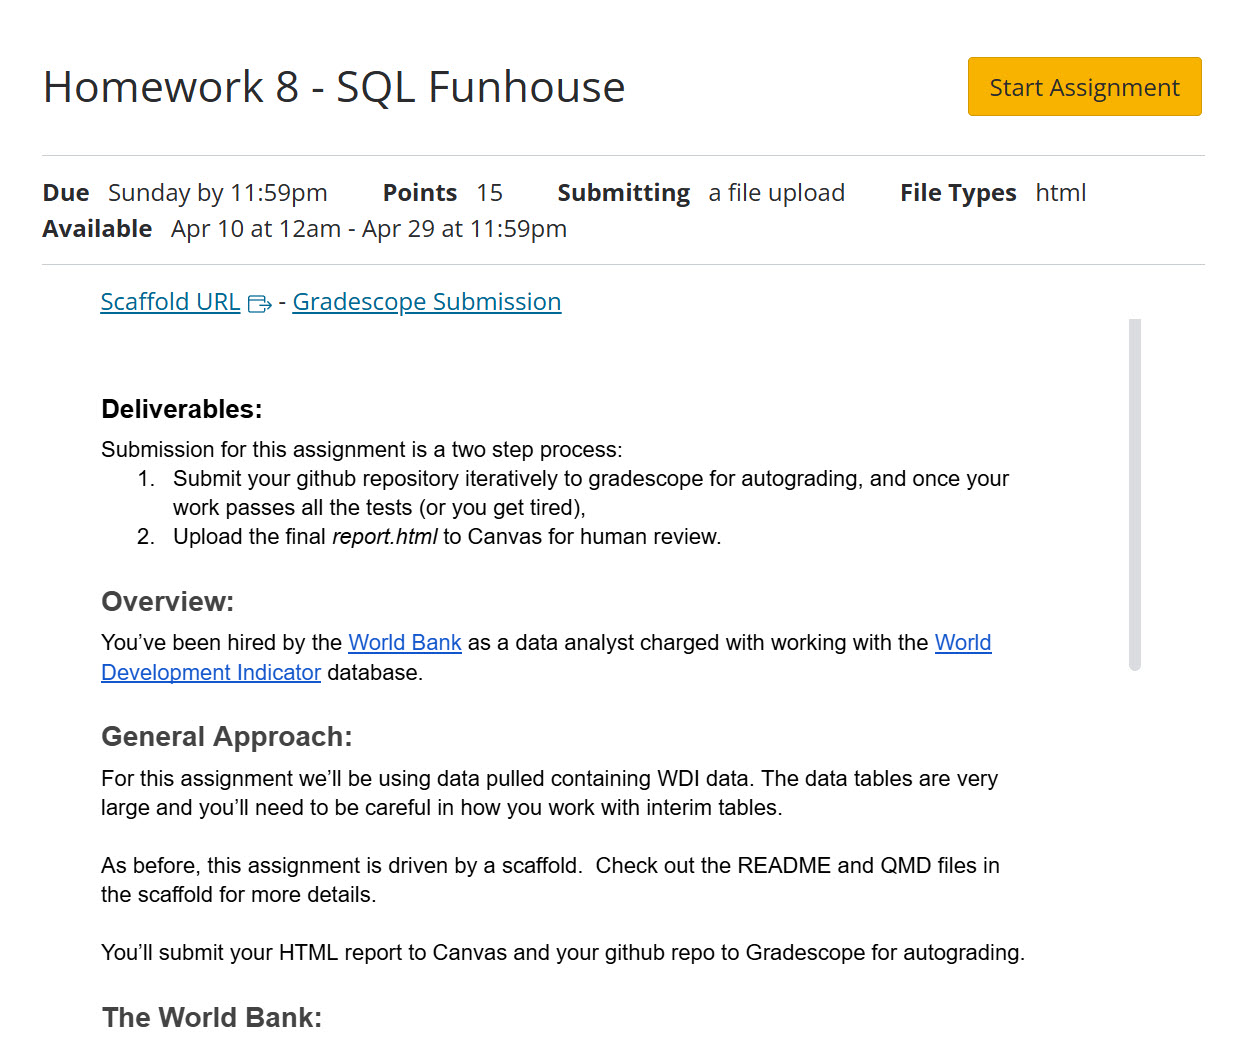 Homework 8 - SQL Funhouse
Start Assignment
Due Sunday by 11:59pm Points 15 Submitting a file upload File Types html
Available Apr 10 at 12am - Apr 29 at 11:59pm
Scaffold URL - Gradescope Submission
Deliverables:
Submission for this assignment is a two step process:
1. Submit your github repository iteratively to gradescope for autograding, and once your
work passes all the tests (or you get tired),
2. Upload the final report.html to Canvas for human review.
Overview:
You’ve been hired by the World Bank as a data analyst charged with working with the World
Development Indicator database.
General Approach:
For this assignment we’ll be using data pulled containing WDI data. The data tables are very
large and you’ll need to be careful in how you work with interim tables.
As before, this assignment is driven by a scaffold.  Check out the README and QMD files in
the scaffold for more details.
You’ll submit your HTML report to Canvas and your github repo to Gradescope for autograding.
The World Bank: